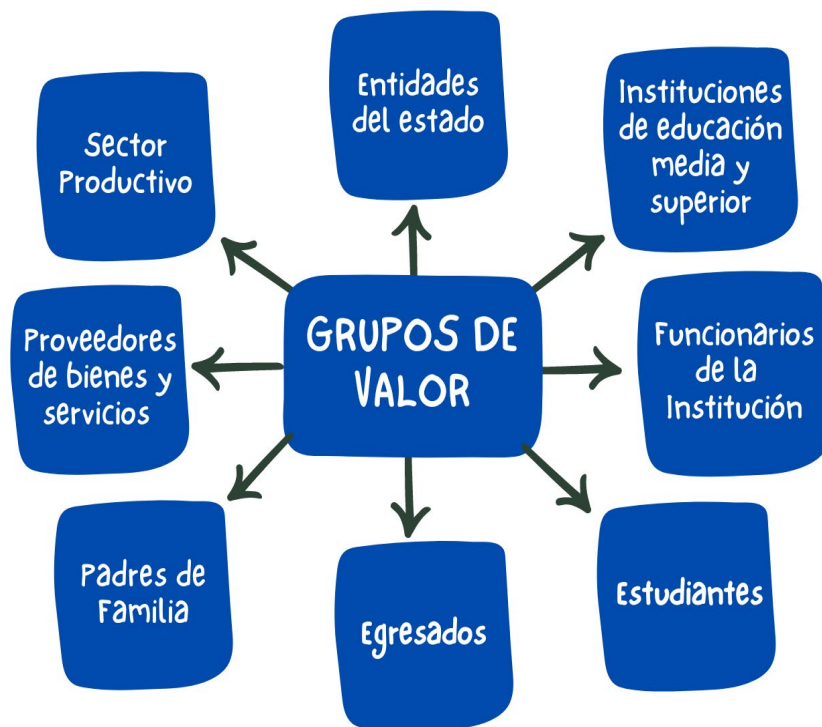 Entidades
del estado
Instituciones
de educación
media y
superior
Sector
Productivo
GRUPOS DE
VALOR
Funcionarios
de la
Institución
Proveedores
de bienes y
servicios
Padres de
Familia
Egresados
Estudiantes